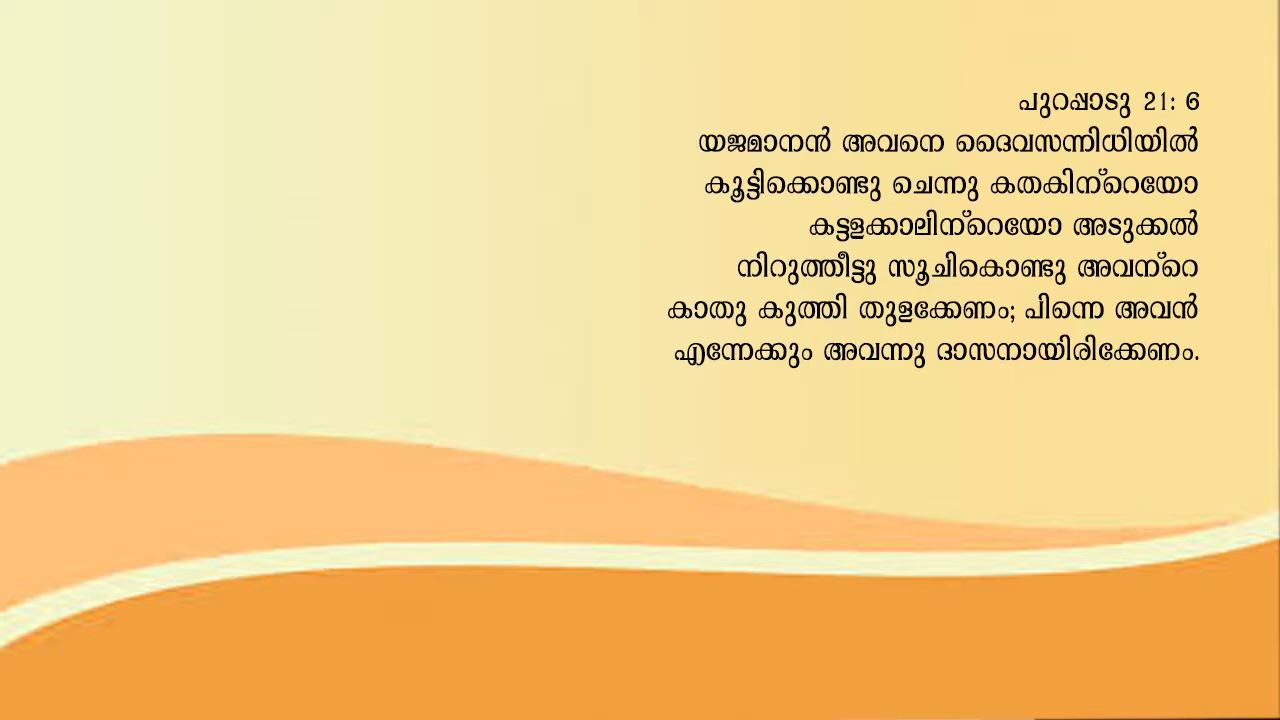 പുറപ്പാടു 21: 6
യജമാനൻ അവനെ ദൈവസന്നിധിയിൽ
കൂട്ടിക്കൊണ്ടു ചെന്നു കതകിന്റെയോ
കട്ടളക്കാലിന്റെയോ അടുക്കൽ
നിറുത്തീട്ടു സൂചികൊണ്ടു അവന്റെ
കാതു കുത്തി തുളക്കേണം; പിന്നെ അവൻ
എന്നേക്കും അവന്നു ദാസനായിരിക്കേണം.